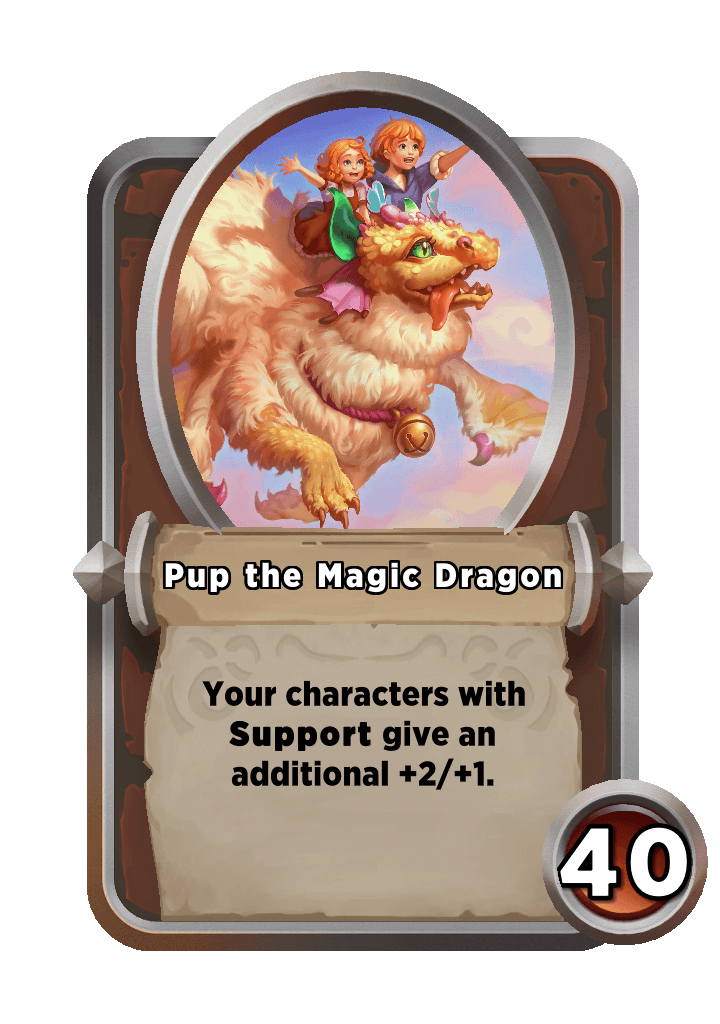 Pup the Magic Dragon
Your characters with
Support give an
additional +2/+1.
40